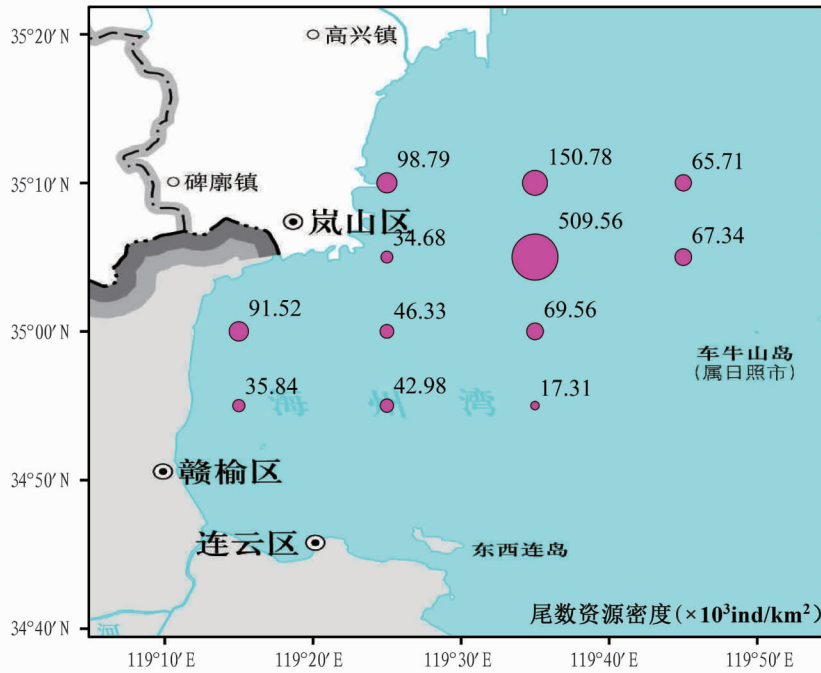 35°20′N
高兴镇
98.79
150.78
65.71
35°10′N
碑廓镇
岚山区
34.68
509.56
67.34
91.52
46.33
69.56
35°00′N
车牛山岛
(属日照市)
35.84
42.98
17.31
海州湾
34°50′N
赣榆区
连云区
东西连岛
尾数资源密度(×10³ind/km²)
河
34°40′N
119°10′E
119°20′E
119°30′E
119°40′E
119°50′E